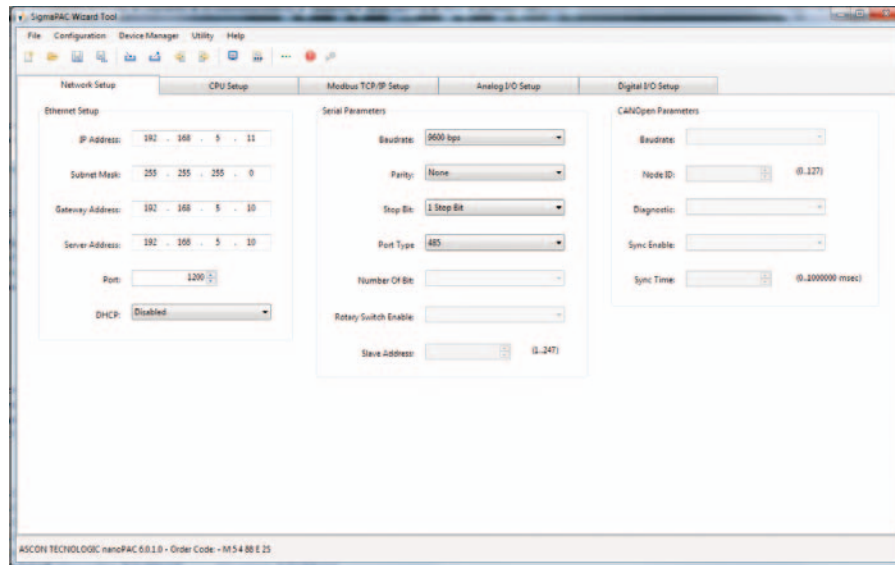 SigmaPAC Wizard Tool
File Configuration Device Manager Utility Help
Network Setup CPU Setup Modbus TCP/IP Setup Analog I/O Setup Digital I/O Setup
Ethernet Setup
IP Address: 192 . 168 . 5 . 11
Subnet Mask: 255 . 255 . 255 . 0
Gateway Address: 192 . 168 . 5 . 10
Server Address: 192 . 168 . 5 . 10
Port: 1200
DHCP: Disabled
Serial Parameters
Baudrate: 9600 bps
Parity: None
Stop Bit: 1 Stop Bit
Port Type 485
Number Of Bit:
Rotary Switch Enable:
Slave Address: (1..247)
CANOpen Parameters
Baudrate:
Node ID: (0..127)
Diagnostic:
Sync Enable:
Sync Time: (0..1000000 msec)
ASCON TECNOLOGIC nanoPAC 6.0.1.0 - Order Code: - M 5 4 88 E 25